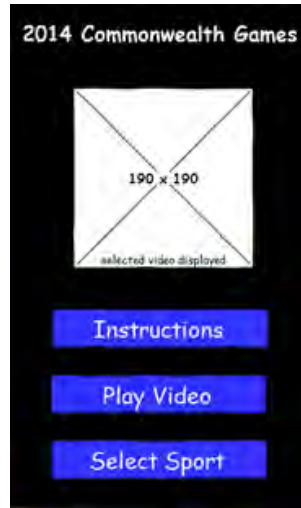 2014 Commonwealth Games
190 x 190
selected video displayed
Instructions
Play Video
Select Sport